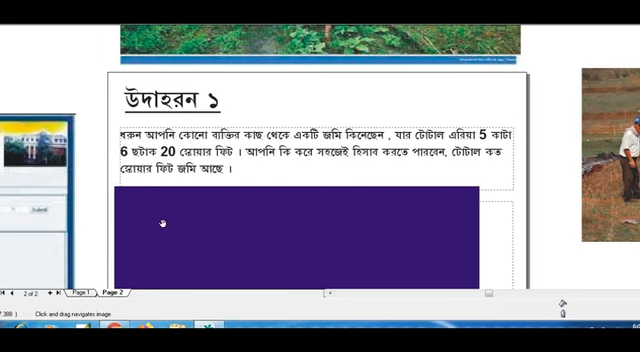 উদাহরন ১
ধরুন আপনি কোনো ব্যক্তির কাছ থেকে একটি জমি কিনেছেন , যার টোটাল এরিয়া 5 কাটা
6 ছটাক 20 স্কোয়ার ফিট । আপনি কি করে সহজেই হিসাব করতে পারবেন, টোটাল কত
স্কোয়ার ফিট জমি আছে ।
2 of 2
Page 1
Page 2
Click and drag navigates image